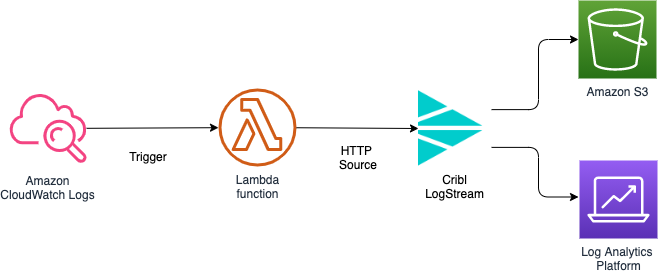 Amazon
CloudWatch Logs
Trigger
Lambda
function
HTTP
Source
Cribl
LogStream
Amazon S3
Log Analytics
Platform